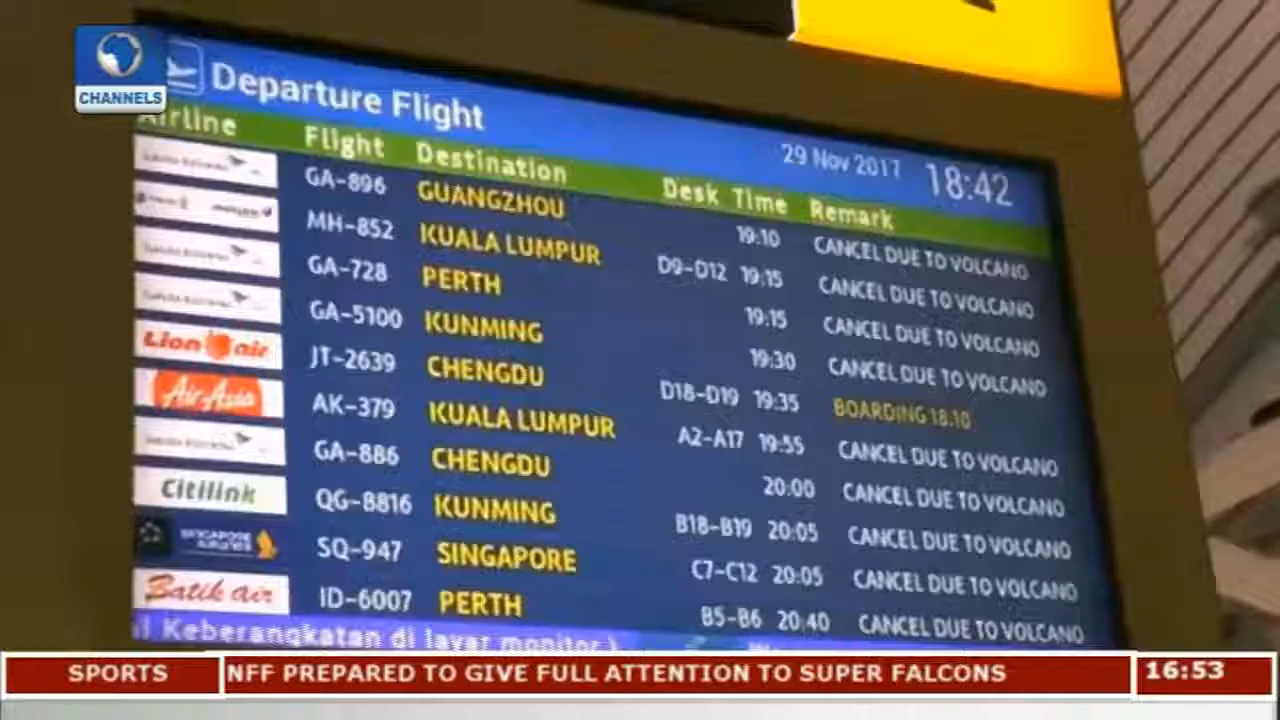 CHANNELS
Departure Flight
29 Nov 2017 18:42
Airline Flight Destination Desk Time Remark
GA-896 GUANGZHOU 19:10 CANCEL DUE TO VOLCANO
MH-852 KUALA LUMPUR D9-D12 19:15 CANCEL DUE TO VOLCANO
GA-728 PERTH 19:15 CANCEL DUE TO VOLCANO
GA-5100 KUNMING 19:30 CANCEL DUE TO VOLCANO
Lion air JT-2639 CHENGDU D18-D19 19:35 BOARDING 18.10
AirAsia AK-379 KUALA LUMPUR A2-A17 19:55 CANCEL DUE TO VOLCANO
GA-886 CHENGDU 20:00 CANCEL DUE TO VOLCANO
Citilink QG-8816 KUNMING B18-B19 20:05 CANCEL DUE TO VOLCANO
SINGAPORE AIRLINES SQ-947 SINGAPORE C7-C12 20:05 CANCEL DUE TO VOLCANO
Batik air ID-6007 PERTH B5-B6 20:40 CANCEL DUE TO VOLCANO
Keberangkatan di layar monitor )
SPORTS NFF PREPARED TO GIVE FULL ATTENTION TO SUPER FALCONS 16:53